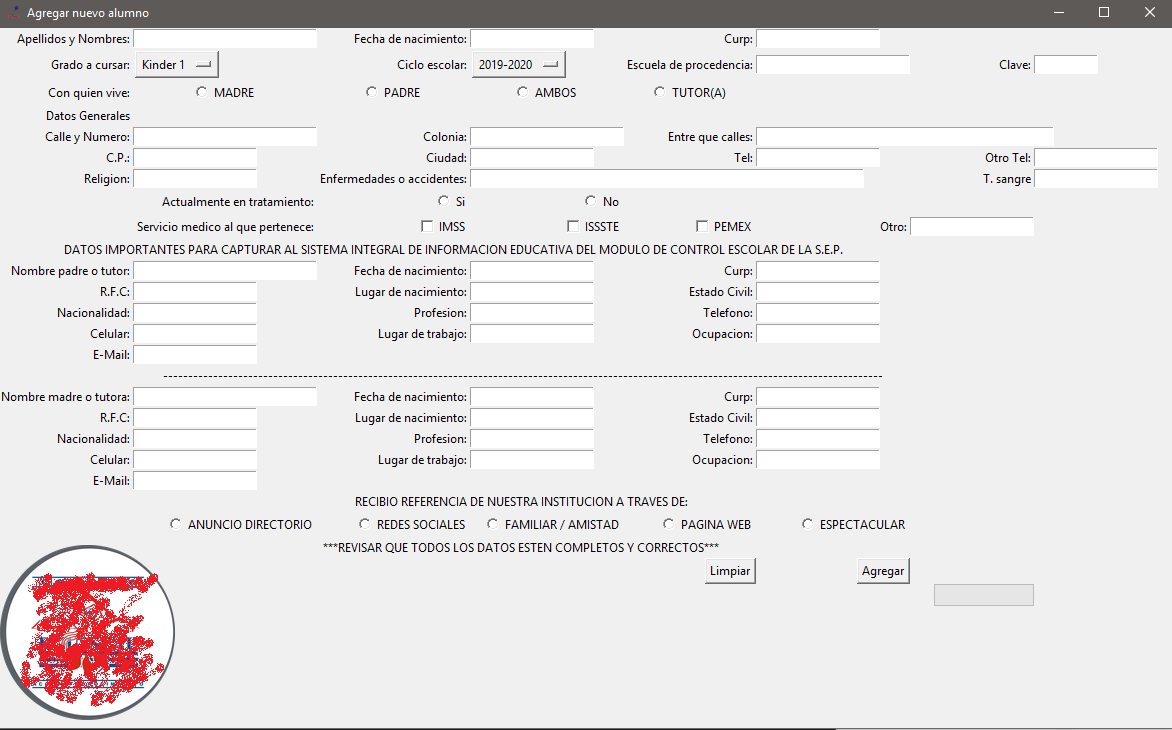 Agregar nuevo alumno
Apellidos y Nombres: Fecha de nacimiento: Curp:
Grado a cursar: Kinder 1 Ciclo escolar: 2019-2020 Escuela de procedencia: Clave:
Con quien vive: MADRE PADRE AMBOS TUTOR(A)
Datos Generales
Calle y Numero: Colonia: Entre que calles:
C.P.: Ciudad: Tel: Otro Tel:
Religion: Enfermedades o accidentes: T. sangre
Actualmente en tratamiento: Si No
Servicio medico al que pertenece: IMSS ISSSTE PEMEX Otro:
DATOS IMPORTANTES PARA CAPTURAR AL SISTEMA INTEGRAL DE INFORMACION EDUCATIVA DEL MODULO DE CONTROL ESCOLAR DE LA S.E.P.
Nombre padre o tutor: Fecha de nacimiento: Curp:
R.F.C: Lugar de nacimiento: Estado Civil:
Nacionalidad: Profesion: Telefono:
Celular: Lugar de trabajo: Ocupacion:
E-Mail:
Nombre madre o tutora: Fecha de nacimiento: Curp:
R.F.C: Lugar de nacimiento: Estado Civil:
Nacionalidad: Profesion: Telefono:
Celular: Lugar de trabajo: Ocupacion:
E-Mail:
RECIBIO REFERENCIA DE NUESTRA INSTITUCION A TRAVES DE:
ANUNCIO DIRECTORIO REDES SOCIALES FAMILIAR / AMISTAD PAGINA WEB ESPECTACULAR
***REVISAR QUE TODOS LOS DATOS ESTEN COMPLETOS Y CORRECTOS***
Limpiar Agregar